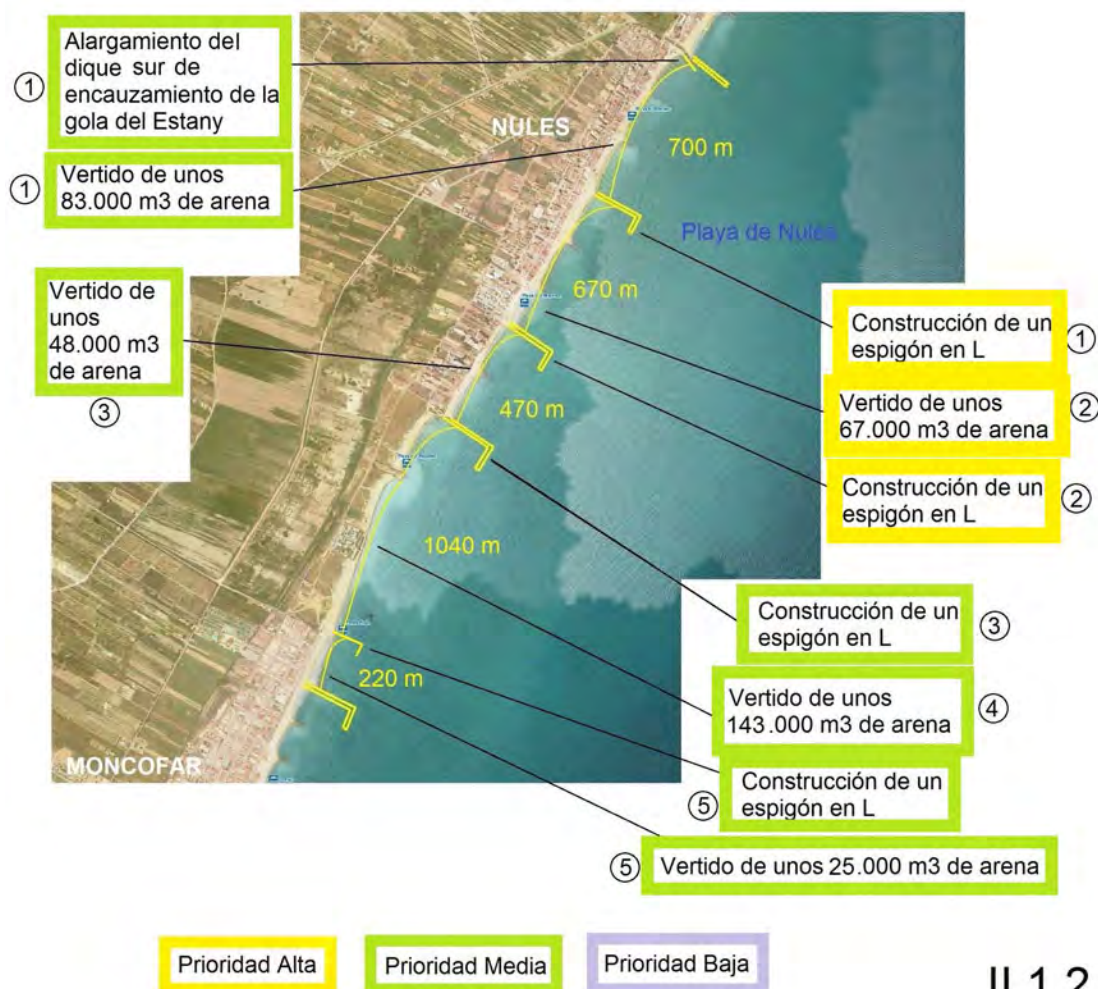 Alargamiento del
dique sur de
encauzamiento de la
gola del Estany
1
Vertido de unos
83.000 m3 de arena
1
NULES
700 m
Playa de Nules
Vertido de
unos
48.000 m3
de arena
3
670 m
Construcción de un
espigón en L
1
Vertido de unos
67.000 m3 de arena
2
470 m
Construcción de un
espigón en L
2
1040 m
Construcción de un
espigón en L
3
220 m
Vertido de unos
143.000 m3 de arena
4
MONCOFAR
Construcción de un
espigón en L
5
5
Vertido de unos 25.000 m3 de arena
Prioridad Alta
Prioridad Media
Prioridad Baja
II.1.2